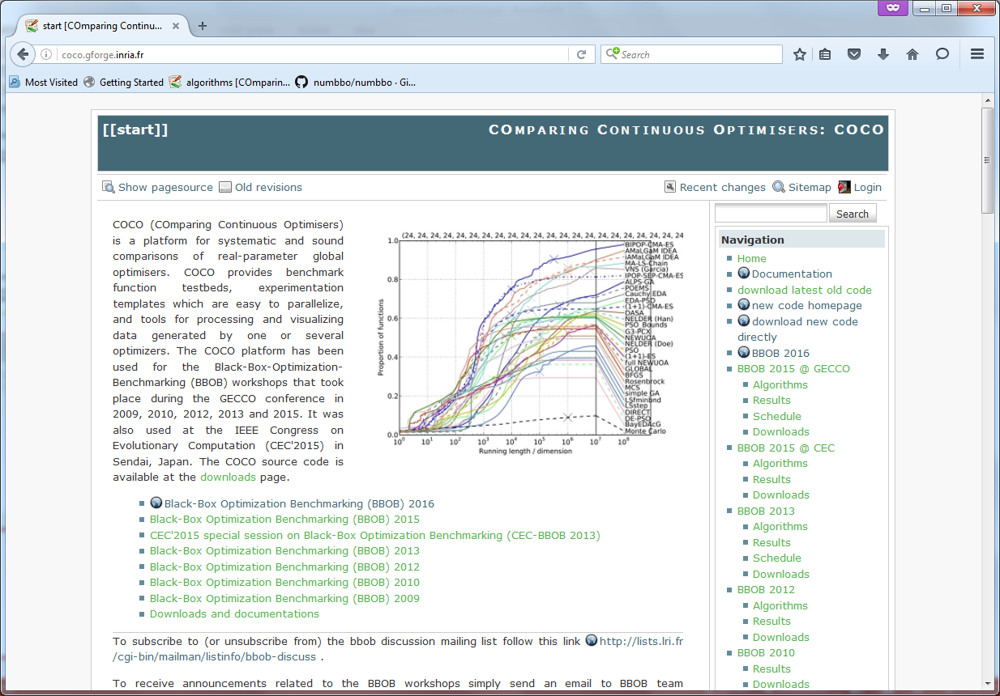 start [COmparing Continu...
coco.gforge.inria.fr
Search
Most Visited
Getting Started
algorithms [COmparin...
numbbo/numbbo · Gi...
[[start]]
COMPARING CONTINUOUS OPTIMISERS: COCO
Show pagesource
Old revisions
Recent changes
Sitemap
Login
COCO (COmparing Continuous Optimisers)
is a platform for systematic and sound
comparisons of real-parameter global
optimisers. COCO provides benchmark
function testbeds, experimentation
templates which are easy to parallelize,
and tools for processing and visualizing
data generated by one or several
optimizers. The COCO platform has been
used for the Black-Box-Optimization-
Benchmarking (BBOB) workshops that took
place during the GECCO conference in
2009, 2010, 2012, 2013 and 2015. It was
also used at the IEEE Congress on
Evolutionary Computation (CEC'2015) in
Sendai, Japan. The COCO source code is
available at the downloads page.
(24, 24, 24, 24, 24, 24, 24, 24, 24, 24, 24, 24, 24, 24, 24, 24, 24, 24, 24, 24
1.0
0.8
0.6
0.4
0.2
0.0
Proportion of functions
10^0 10^1 10^2 10^3 10^4 10^5 10^6 10^7 10^8
Running length / dimension
BIPOP-CMA-ES
AMaLGaM IDEA
iAMaLGaM IDEA
MA-LS-Chain
VNS (Garcia)
IPOP-SEP-CMA-ES
ALPS-GA
POEMS
Cauchy EDA
EDA-PSO
(1+1)-CMA-ES
DASA
NELDER (Han)
PSO_Bounds
G3-PCX
NEWUOA
NELDER (Doe)
PSO
(1+1)-ES
full NEWUOA
GLOBAL
BFGS
Rosenbrock
MCS
simple GA
LSfminbnd
LSstep
DIRECT
DE-PSO
BayEDAcG
Monte Carlo
Black-Box Optimization Benchmarking (BBOB) 2016
Black-Box Optimization Benchmarking (BBOB) 2015
CEC'2015 special session on Black-Box Optimization Benchmarking (CEC-BBOB 2013)
Black-Box Optimization Benchmarking (BBOB) 2013
Black-Box Optimization Benchmarking (BBOB) 2012
Black-Box Optimization Benchmarking (BBOB) 2010
Black-Box Optimization Benchmarking (BBOB) 2009
Downloads and documentations
To subscribe to (or unsubscribe from) the bbob discussion mailing list follow this link http://lists.lri.fr
/cgi-bin/mailman/listinfo/bbob-discuss .
To receive announcements related to the BBOB workshops simply send an email to BBOB team
Search
Navigation
Home
Documentation
download latest old code
new code homepage
download new code
directly
BBOB 2016
BBOB 2015 @ GECCO
Algorithms
Results
Schedule
Downloads
BBOB 2015 @ CEC
Algorithms
Results
Downloads
BBOB 2013
Algorithms
Results
Schedule
Downloads
BBOB 2012
Algorithms
Results
Downloads
BBOB 2010
Results
Downloads